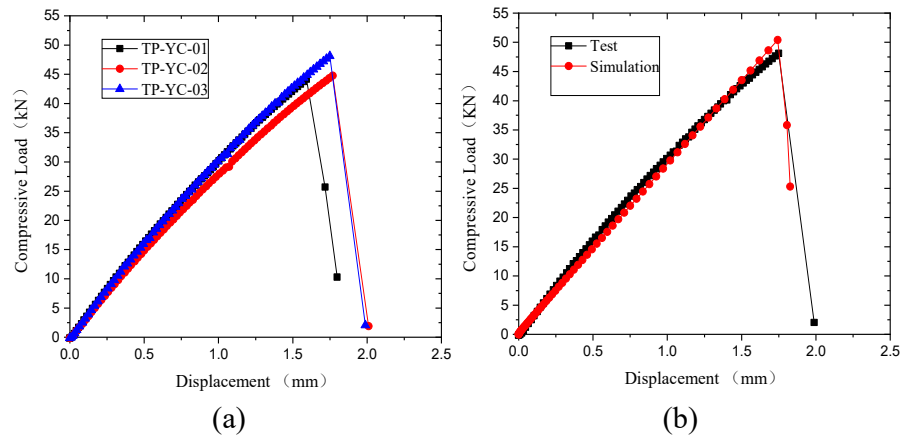 55
50
45
40
35
30
25
20
15
10
5
0
Compressive Load（kN）
TP-YC-01
TP-YC-02
TP-YC-03
0.0 0.5 1.0 1.5 2.0 2.5
Displacement （mm）
(a)
55
50
45
40
35
30
25
20
15
10
5
0
Compressive Load（KN）
Test
Simulation
0.0 0.5 1.0 1.5 2.0 2.5
Displacement （mm）
(b)